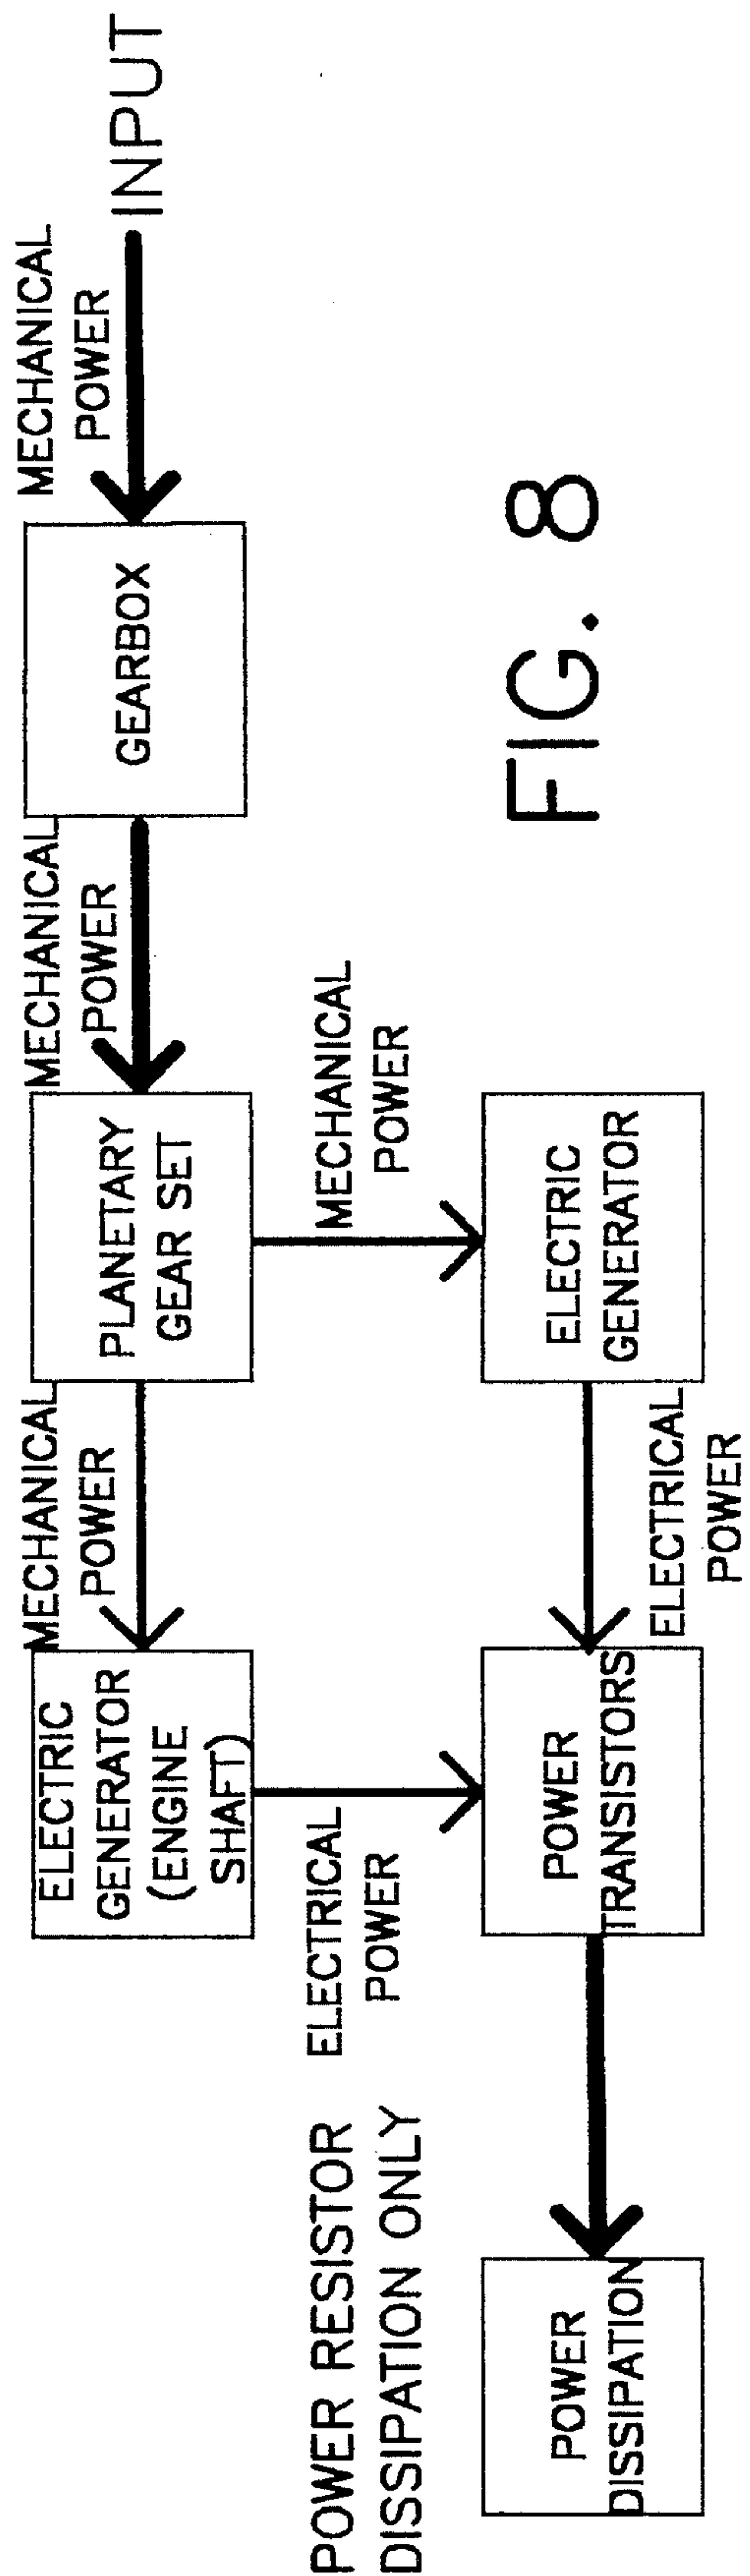 ELECTRIC
GENERATOR
(ENGINE
SHAFT)
MECHANICAL
POWER
PLANETARY
GEAR SET
MECHANICAL
POWER
GEARBOX
MECHANICAL
POWER
INPUT
POWER RESISTOR
DISSIPATION ONLY
ELECTRICAL
POWER
MECHANICAL
POWER
POWER
DISSIPATION
POWER
TRANSISTORS
ELECTRICAL
POWER
ELECTRIC
GENERATOR
FIG. 8